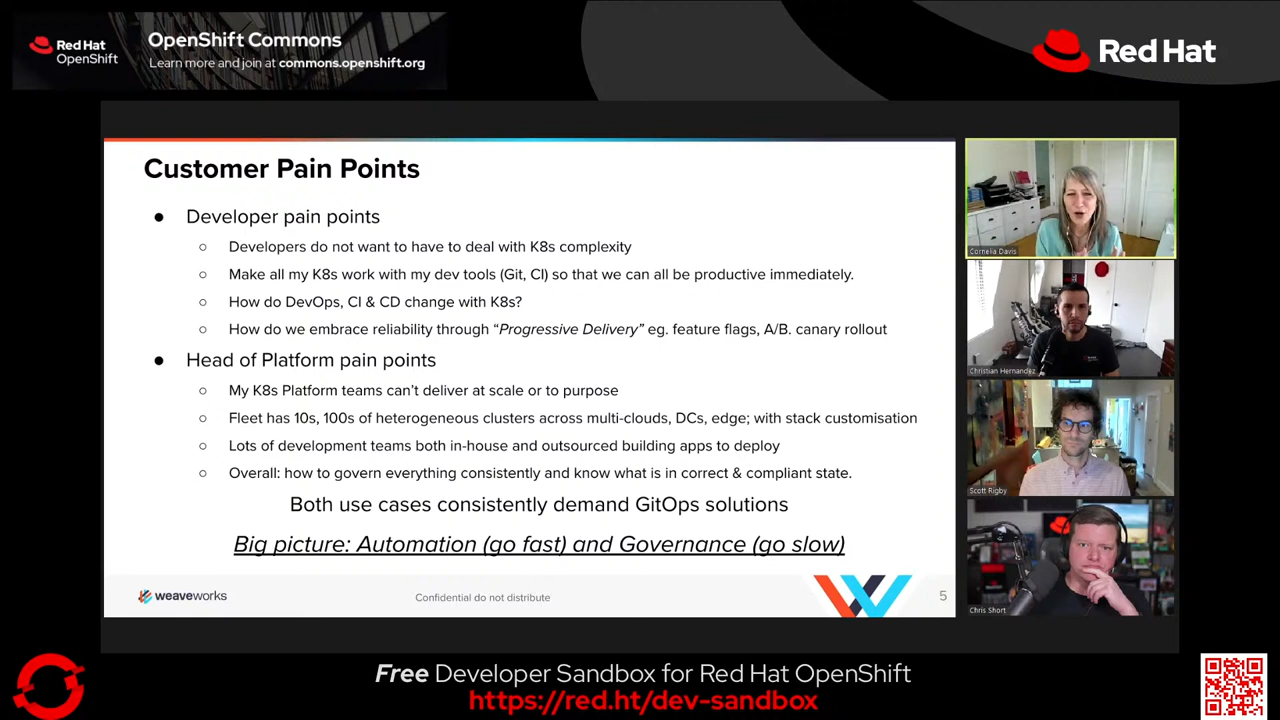 Red Hat
OpenShift
OpenShift Commons
Learn more and join at commons.openshift.org
Red Hat
Customer Pain Points
● Developer pain points
○ Developers do not want to have to deal with K8s complexity
○ Make all my K8s work with my dev tools (Git, CI) so that we can all be productive immediately.
○ How do DevOps, CI & CD change with K8s?
○ How do we embrace reliability through “Progressive Delivery” eg. feature flags, A/B. canary rollout
● Head of Platform pain points
○ My K8s Platform teams can’t deliver at scale or to purpose
○ Fleet has 10s, 100s of heterogeneous clusters across multi-clouds, DCs, edge; with stack customisation
○ Lots of development teams both in-house and outsourced building apps to deploy
○ Overall: how to govern everything consistently and know what is in correct & compliant state.
Both use cases consistently demand GitOps solutions
Big picture: Automation (go fast) and Governance (go slow)
weaveworks
Confidential do not distribute
5
Cornelia Davis
Christian Hernandez
Scott Rigby
Chris Short
Free Developer Sandbox for Red Hat OpenShift
https://red.ht/dev-sandbox